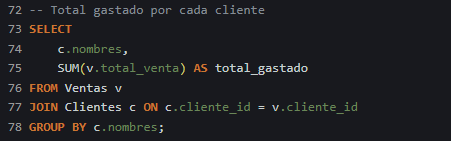 72 -- Total gastado por cada cliente
73 SELECT
74     c.nombres,
75     SUM(v.total_venta) AS total_gastado
76 FROM Ventas v
77 JOIN Clientes c ON c.cliente_id = v.cliente_id
78 GROUP BY c.nombres;